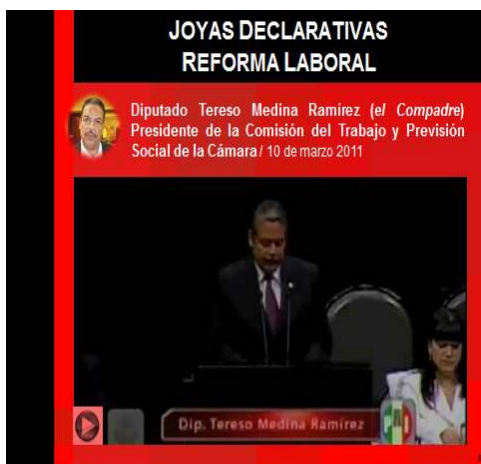 JOYAS DECLARATIVAS
REFORMA LABORAL
Diputado Tereso Medina Ramírez (el Compadre)
Presidente de la Comisión del Trabajo y Previsión
Social de la Cámara / 10 de marzo 2011
Dip. Tereso Medina Ramírez
PRI